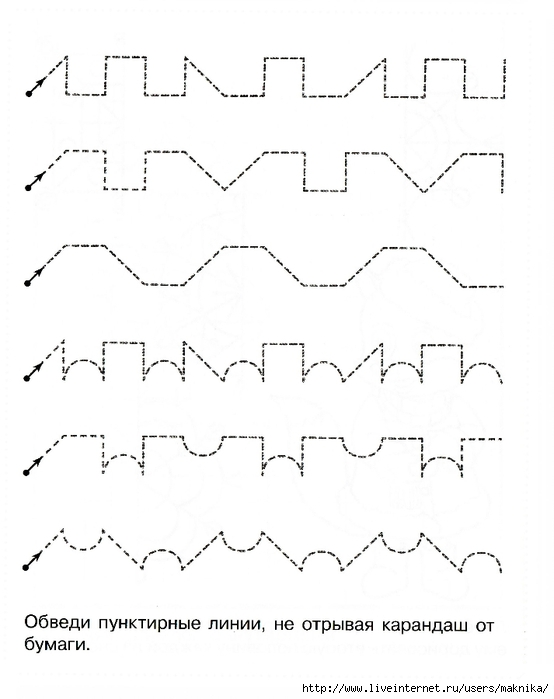 Обведи пунктирные линии, не отрывая карандаш от
бумаги.
http://www.liveinternet.ru/users/maknika/